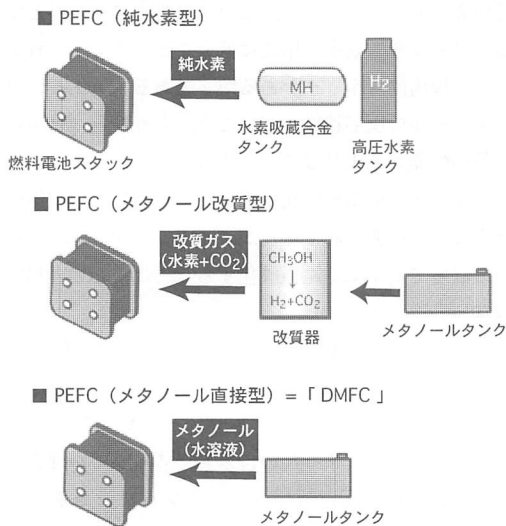 ■ PEFC（純水素型）
純水素
MH
H2
水素吸蔵合金
タンク
高圧水素
タンク
燃料電池スタック
■ PEFC（メタノール改質型）
改質ガス
（水素+CO2）
CH3OH
↓
H2+CO2
改質器
メタノールタンク
■ PEFC（メタノール直接型）=「 DMFC 」
メタノール
（水溶液）
メタノールタンク